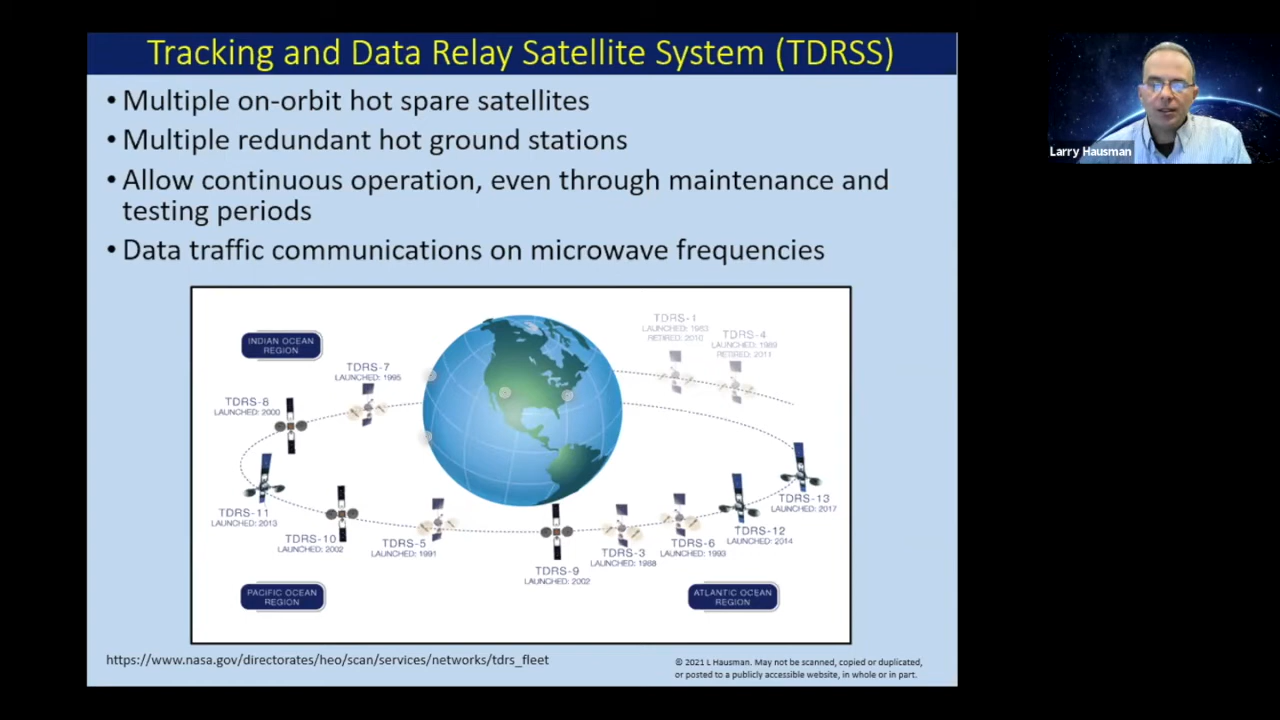 Tracking and Data Relay Satellite System (TDRSS)
• Multiple on-orbit hot spare satellites
• Multiple redundant hot ground stations
• Allow continuous operation, even through maintenance and
testing periods
• Data traffic communications on microwave frequencies
Larry Hausman
INDIAN OCEAN
REGION
TDRS-7
LAUNCHED: 1995
TDRS-8
LAUNCHED: 2000
TDRS-1
LAUNCHED: 1983
RETIRED: 2010
TDRS-4
LAUNCHED: 1989
RETIRED: 2011
TDRS-11
LAUNCHED: 2013
TDRS-10
LAUNCHED: 2002
TDRS-5
LAUNCHED: 1991
TDRS-9
LAUNCHED: 2002
TDRS-3
LAUNCHED: 1988
TDRS-6
LAUNCHED: 1993
TDRS-12
LAUNCHED: 2014
TDRS-13
LAUNCHED: 2017
PACIFIC OCEAN
REGION
ATLANTIC OCEAN
REGION
https://www.nasa.gov/directorates/heo/scan/services/networks/tdrs_fleet
© 2021 L Hausman. May not be scanned, copied or duplicated,
or posted to a publicly accessible website, in whole or in part.